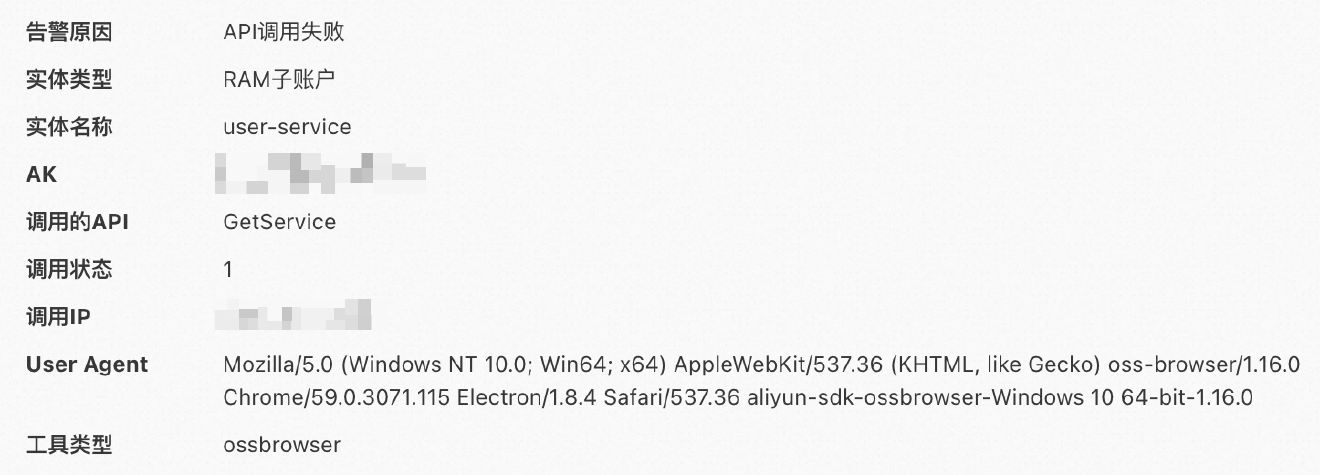 告警原因 API调用失败
实体类型 RAM子账户
实体名称 user-service
AK
调用的API GetService
调用状态 1
调用IP
User Agent Mozilla/5.0 (Windows NT 10.0; Win64; x64) AppleWebKit/537.36 (KHTML, like Gecko) oss-browser/1.16.0
Chrome/59.0.3071.115 Electron/1.8.4 Safari/537.36 aliyun-sdk-ossbrowser-Windows 10 64-bit-1.16.0
工具类型 ossbrowser